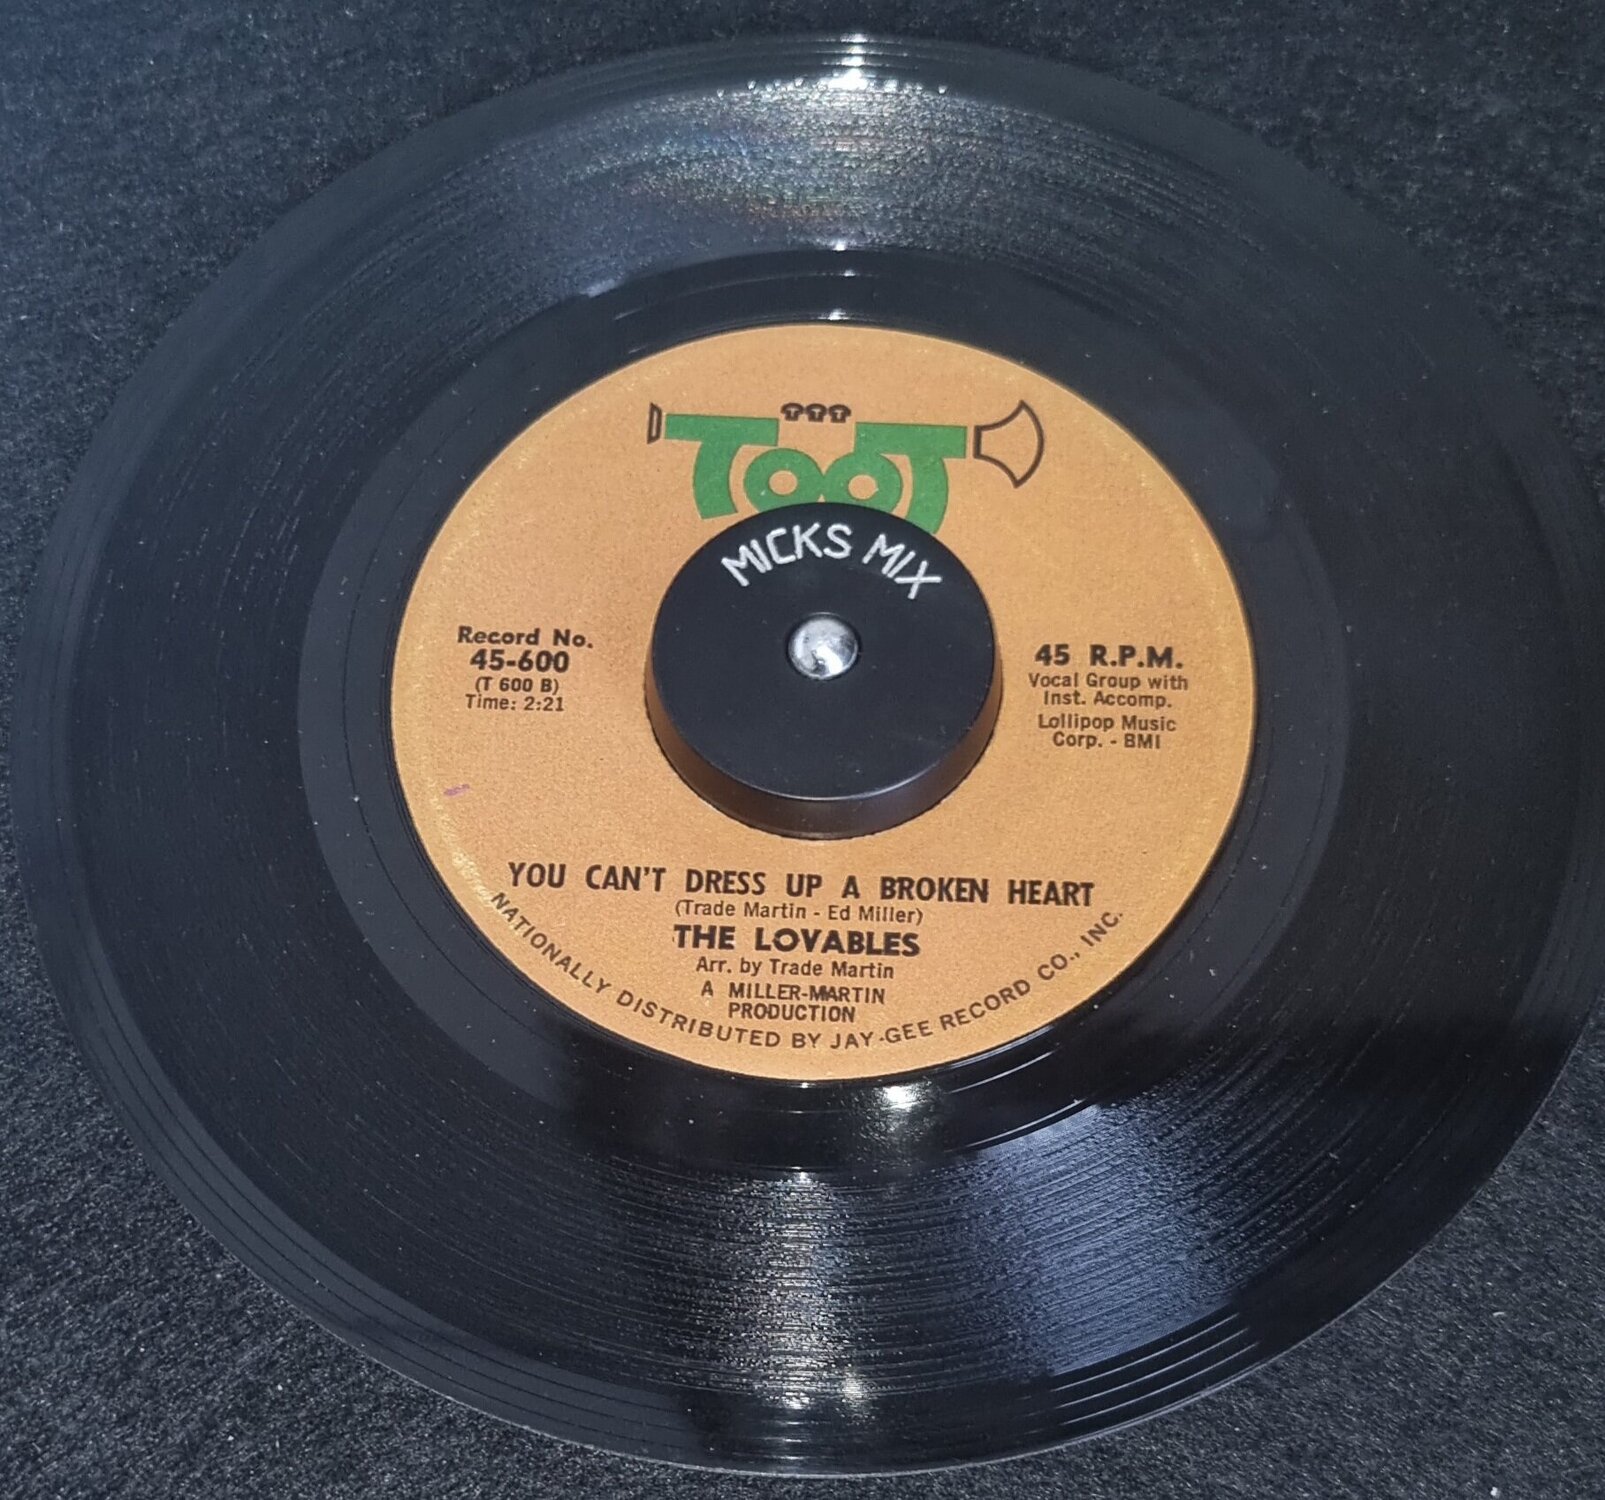 TOOT
MICKS MIX
Record No.
45-600
(T 600 B)
Time: 2:21
45 R.P.M.
Vocal Group with
Inst. Accomp.
Lollipop Music
Corp. - BMI
YOU CAN'T DRESS UP A BROKEN HEART
(Trade Martin - Ed Miller)
THE LOVABLES
Arr. by Trade Martin
A MILLER-MARTIN
PRODUCTION
NATIONALLY DISTRIBUTED BY JAY-GEE RECORD CO., INC.